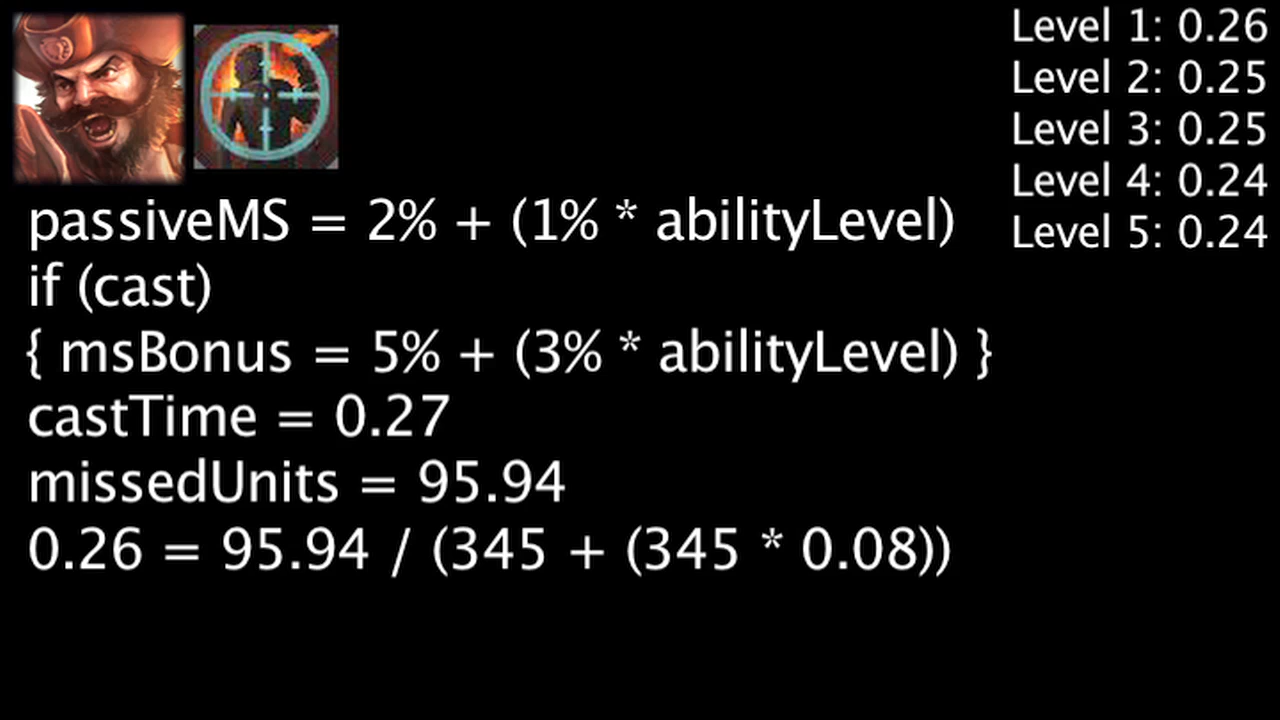 Level 1: 0.26
Level 2: 0.25
Level 3: 0.25
Level 4: 0.24
Level 5: 0.24
passiveMS = 2% + (1% * abilityLevel)
if (cast)
{ msBonus = 5% + (3% * abilityLevel) }
castTime = 0.27
missedUnits = 95.94
0.26 = 95.94 / (345 + (345 * 0.08))